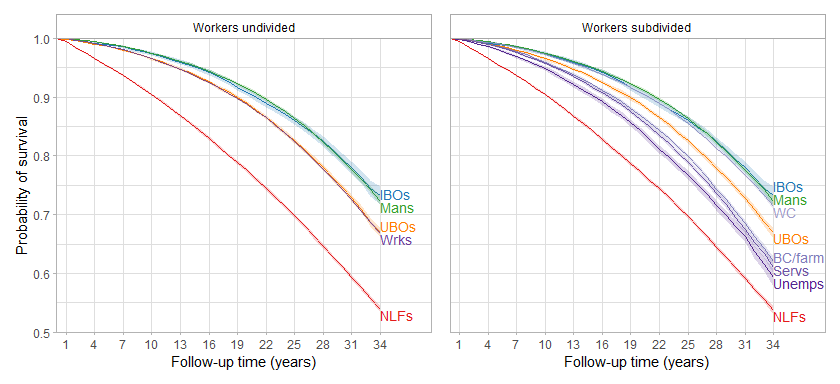 Workers undivided
Workers subdivided
Probability of survival
1.0
0.9
0.8
0.7
0.6
0.5
IBOs
Mans
UBOs
Wrks
NLFs
1 4 7 10 13 16 19 22 25 28 31 34
Follow-up time (years)
IBOs
Mans
WC
UBOs
BC/farm
Servs
Unemps
NLFs
1 4 7 10 13 16 19 22 25 28 31 34
Follow-up time (years)